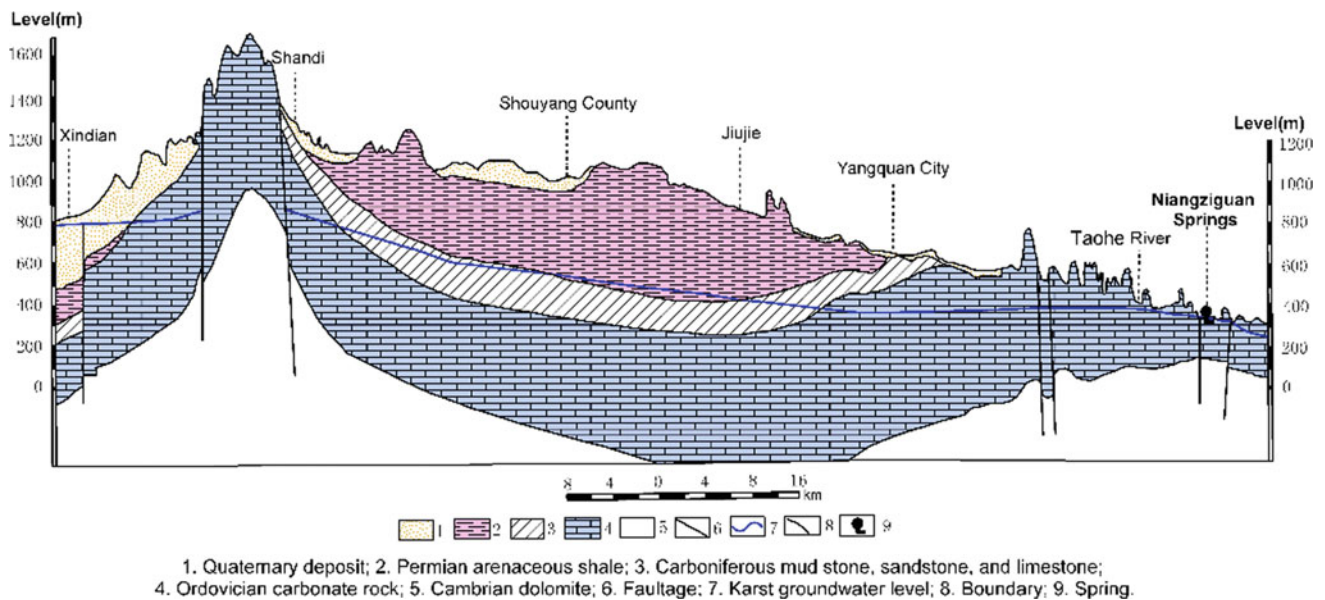 Level(m)
1600
1400
1200
1000
800
600
400
200
0
Xindian
Shandi
Shouyang County
Jiujie
Yangquan City
Taohe River
Niangziguan
Springs
Level(m)
1200
1000
800
600
400
200
0
8 4 0 4 8 16
km
1 2 3 4 5 6 7 8 9
1. Quaternary deposit; 2. Permian arenaceous shale; 3. Carboniferous mud stone, sandstone, and limestone;
4. Ordovician carbonate rock; 5. Cambrian dolomite; 6. Faultage; 7. Karst groundwater level; 8. Boundary; 9. Spring.